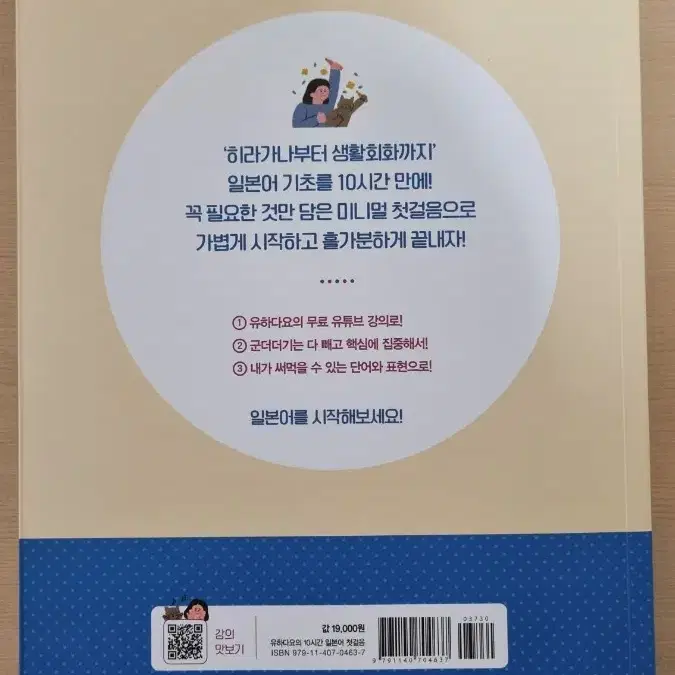 ‘히라가나부터 생활회화까지’
일본어 기초를 10시간 만에!
꼭 필요한 것만 담은 미니멀 첫걸음으로
가볍게 시작하고 홀가분하게 끝내자!
① 유하다요의 무료 유튜브 강의로!
② 군더더기는 다 빼고 핵심에 집중해서!
③ 내가 써먹을 수 있는 단어와 표현으로!
일본어를 시작해보세요!
강의
맛보기
값 19,000원
유하다요의 10시간 일본어 첫걸음
ISBN 979-11-407-0463-7
03730
9 791140 704637